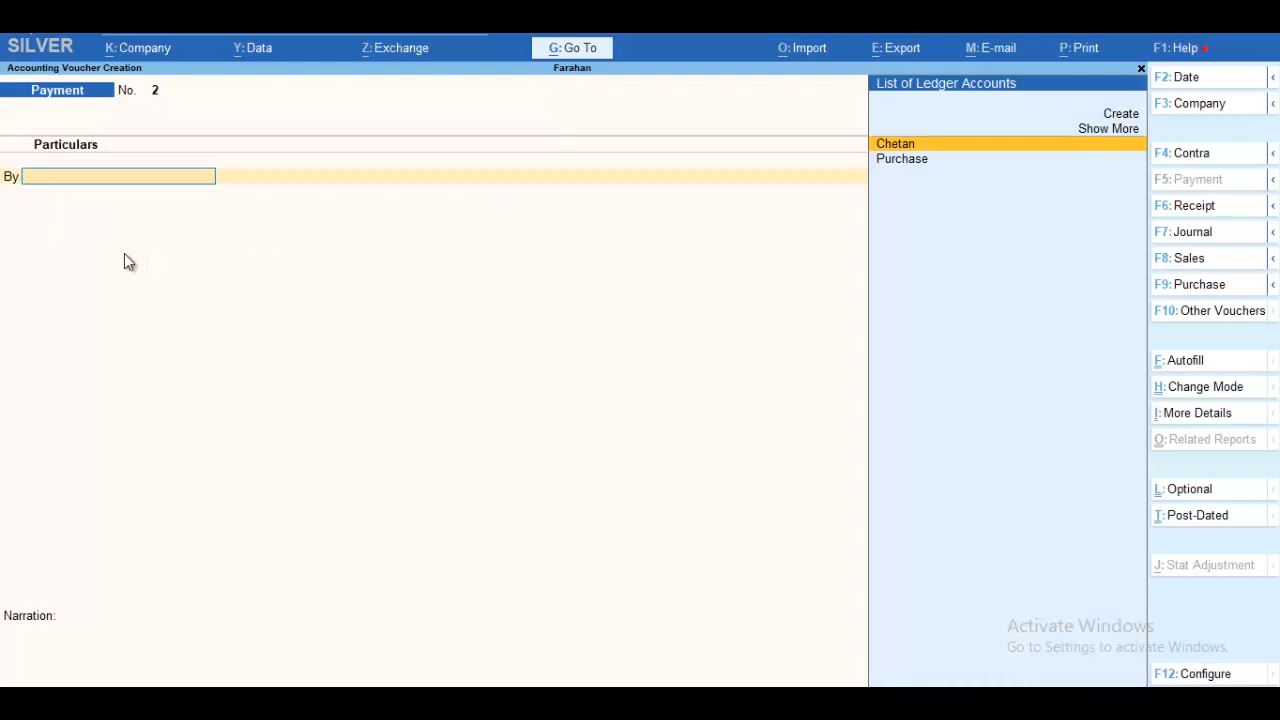 SILVER K: Company Y: Data Z: Exchange G: Go To O: Import E: Export M: E-mail P: Print F1: Help
Accounting Voucher Creation Farahan
Payment No. 2
Particulars
By
Narration:
List of Ledger Accounts
Create
Show More
Chetan
Purchase
F2: Date
F3: Company
F4: Contra
F5: Payment
F6: Receipt
F7: Journal
F8: Sales
F9: Purchase
F10: Other Vouchers
F: Autofill
H: Change Mode
I: More Details
O: Related Reports
L: Optional
T: Post-Dated
J: Stat Adjustment
Activate Windows
Go to Settings to activate Windows.
F12: Configure